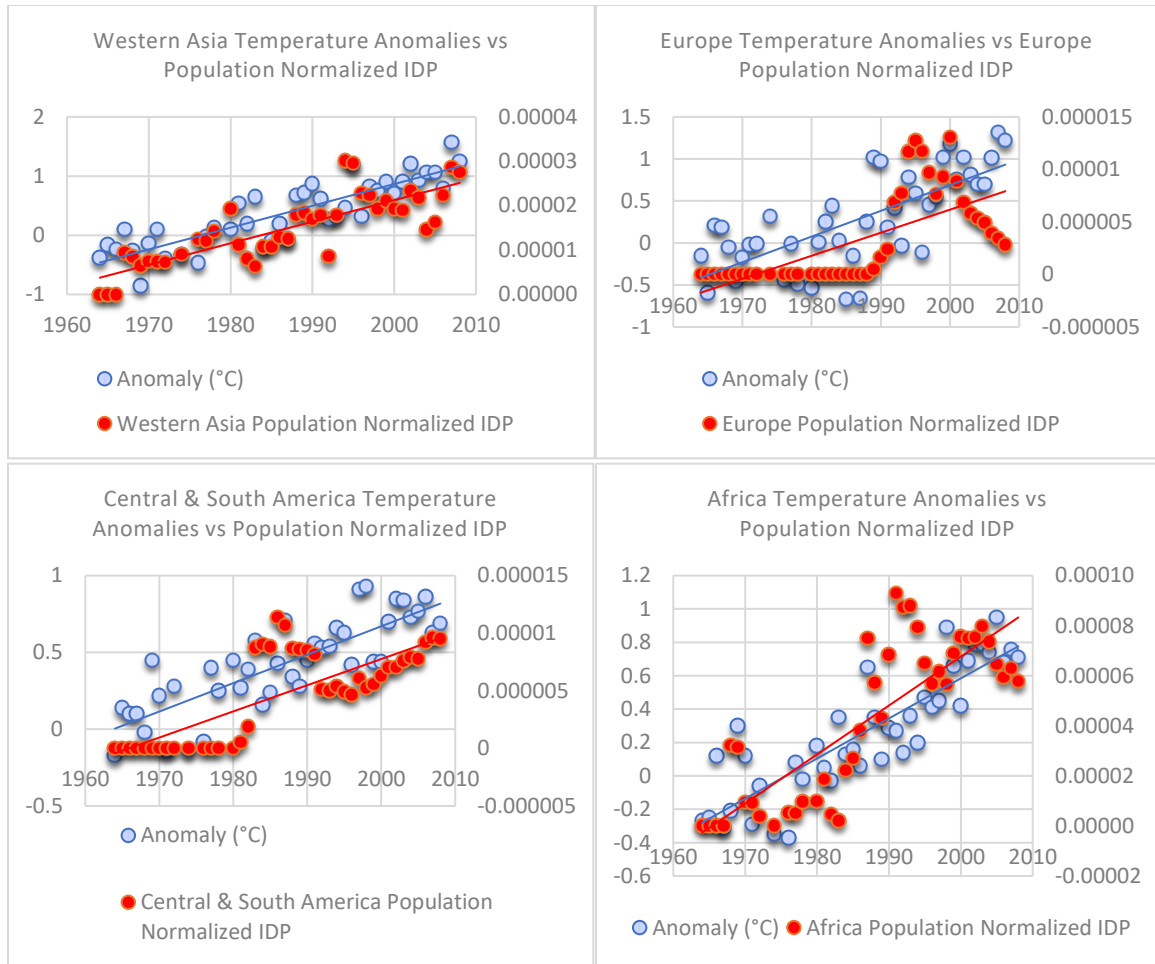 Western Asia Temperature Anomalies vs
Population Normalized IDP
2
1
0
-1
0.00004
0.00003
0.00002
0.00001
0.00000
1960 1970 1980 1990 2000 2010
Anomaly (°C)
Western Asia Population Normalized IDP
Europe Temperature Anomalies vs Europe
Population Normalized IDP
1.5
1
0.5
0
-0.5
-1
0.000015
0.00001
0.000005
0
-0.000005
1960 1970 1980 1990 2000 2010
Anomaly (°C)
Europe Population Normalized IDP
Central & South America Temperature
Anomalies vs Population Normalized IDP
1
0.5
0
-0.5
0.000015
0.00001
0.000005
0
-0.000005
1960 1970 1980 1990 2000 2010
Anomaly (°C)
Central & South America Population
Normalized IDP
Africa Temperature Anomalies vs
Population Normalized IDP
1.2
1
0.8
0.6
0.4
0.2
0
-0.2
-0.4
-0.6
0.00010
0.00008
0.00006
0.00004
0.00002
0.00000
-0.00002
1960 1970 1980 1990 2000 2010
Anomaly (°C) Africa Population Normalized IDP